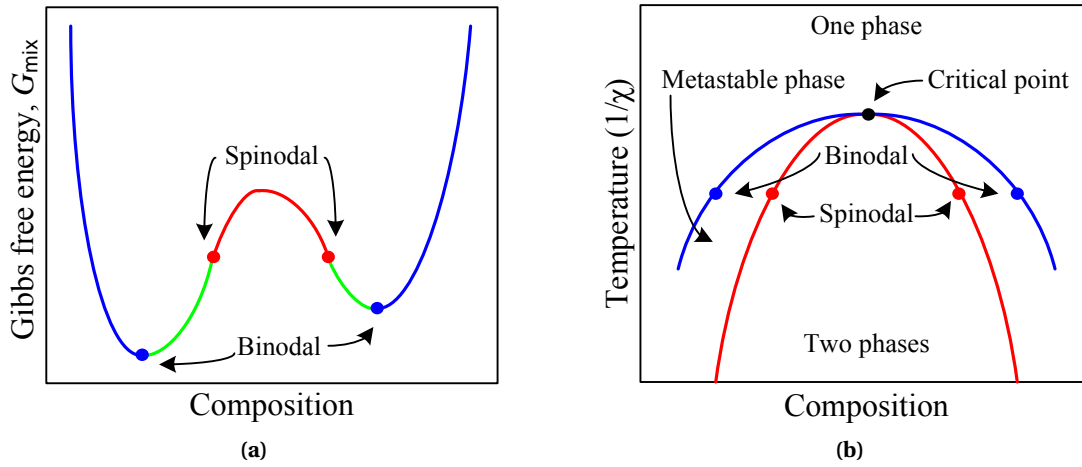 Gibbs free energy, Gmix
Spinodal
Binodal
Composition
(a)
One phase
Metastable phase
Critical point
Binodal
Spinodal
Two phases
Temperature (1/χ)
Composition
(b)